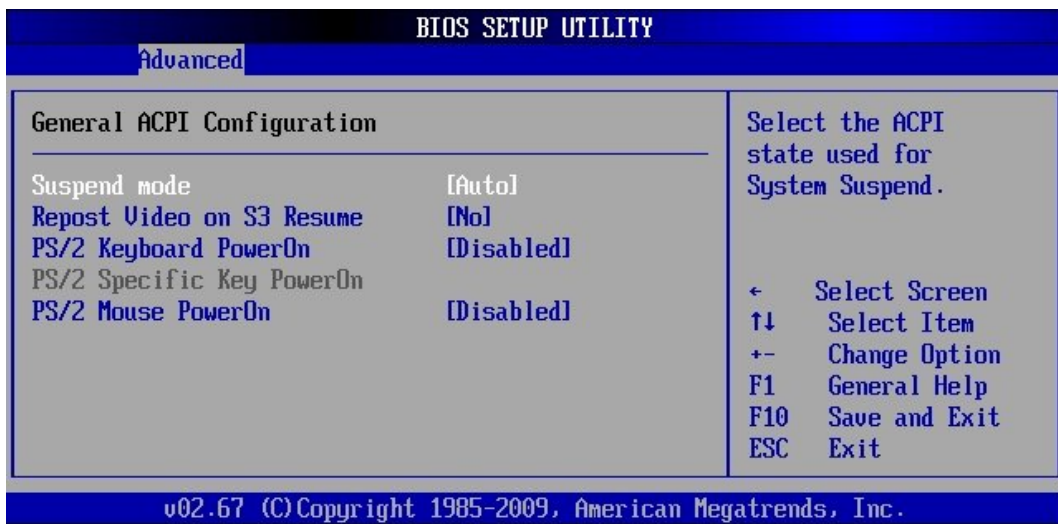 BIOS SETUP UTILITY
Advanced
General ACPI Configuration
Suspend mode [Auto]
Repost Video on S3 Resume [No]
PS/2 Keyboard PowerOn [Disabled]
PS/2 Specific Key PowerOn
PS/2 Mouse PowerOn [Disabled]
Select the ACPI
state used for
System Suspend.
← Select Screen
↑↓ Select Item
+- Change Option
F1 General Help
F10 Save and Exit
ESC Exit
v02.67 (C)Copyright 1985-2009, American Megatrends, Inc.